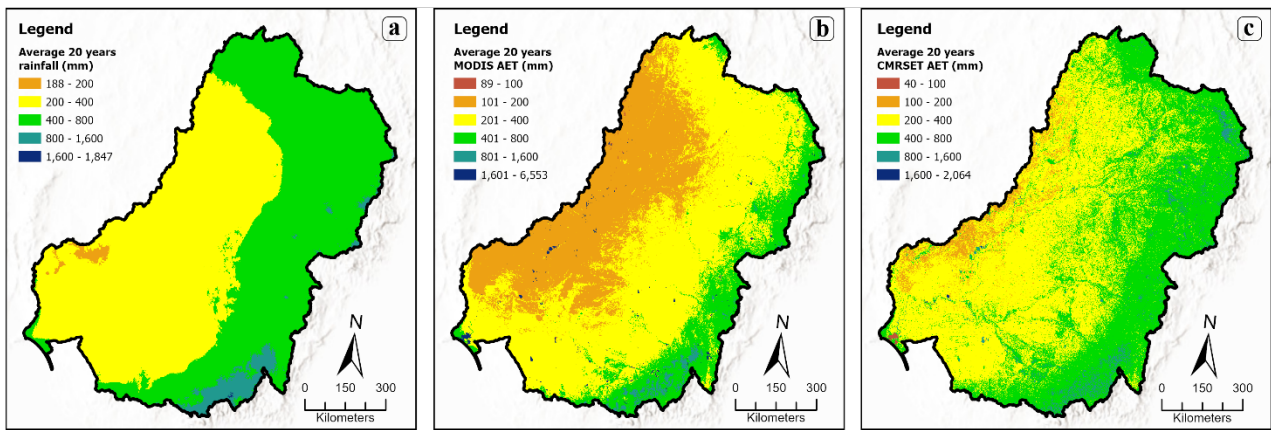 Legend
a
Average 20 years
rainfall (mm)
188 - 200
200 - 400
400 - 800
800 - 1,600
1,600 - 1,847
N
0 150 300
Kilometers
Legend
b
Average 20 years
MODIS AET (mm)
89 - 100
101 - 200
201 - 400
401 - 800
801 - 1,600
1,601 - 6,553
N
0 150 300
Kilometers
Legend
c
Average 20 years
CMRSET AET (mm)
40 - 100
100 - 200
200 - 400
400 - 800
800 - 1,600
1,600 - 2,064
N
0 150 300
Kilometers